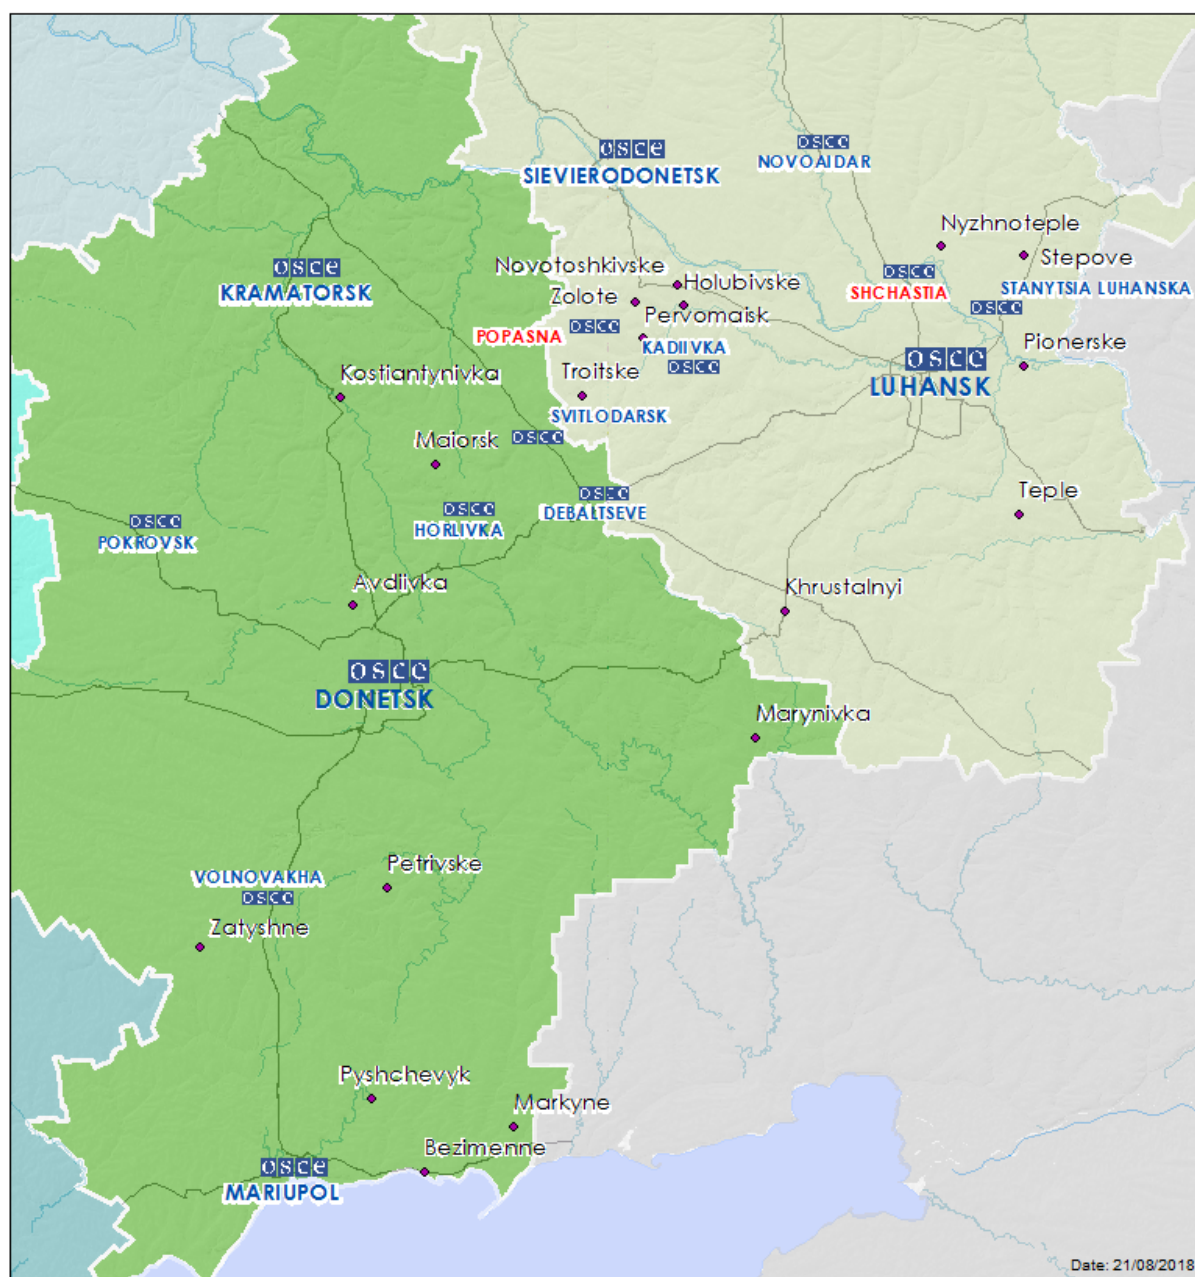 osce
SIEVIERODONETSK
osce
NOVOAIDAR
Nyzhnoteple
Stepove
osce
KRAMATORSK
Novotoshkivske
Holubivske
osce
SHCHASTIA
STANYTSIA LUHANSKA
osce
Zolote
Pervomaisk
POPASNA
osce
KADIIVKA
osce
Pionerske
osce
LUHANSK
Kostiantynivka
Troitske
SVITLODARSK
osce
Maiorsk
Teple
osce
DEBALTSEVE
osce
HORLIVKA
osce
POKROVSK
Avdiivka
Khrustalnyi
osce
DONETSK
Marynivka
Petrivske
VOLNOVAKHA
osce
Zatyshne
Pyshchevyk
Markyne
Bezimenne
osce
MARIUPOL
Date: 21/08/2018